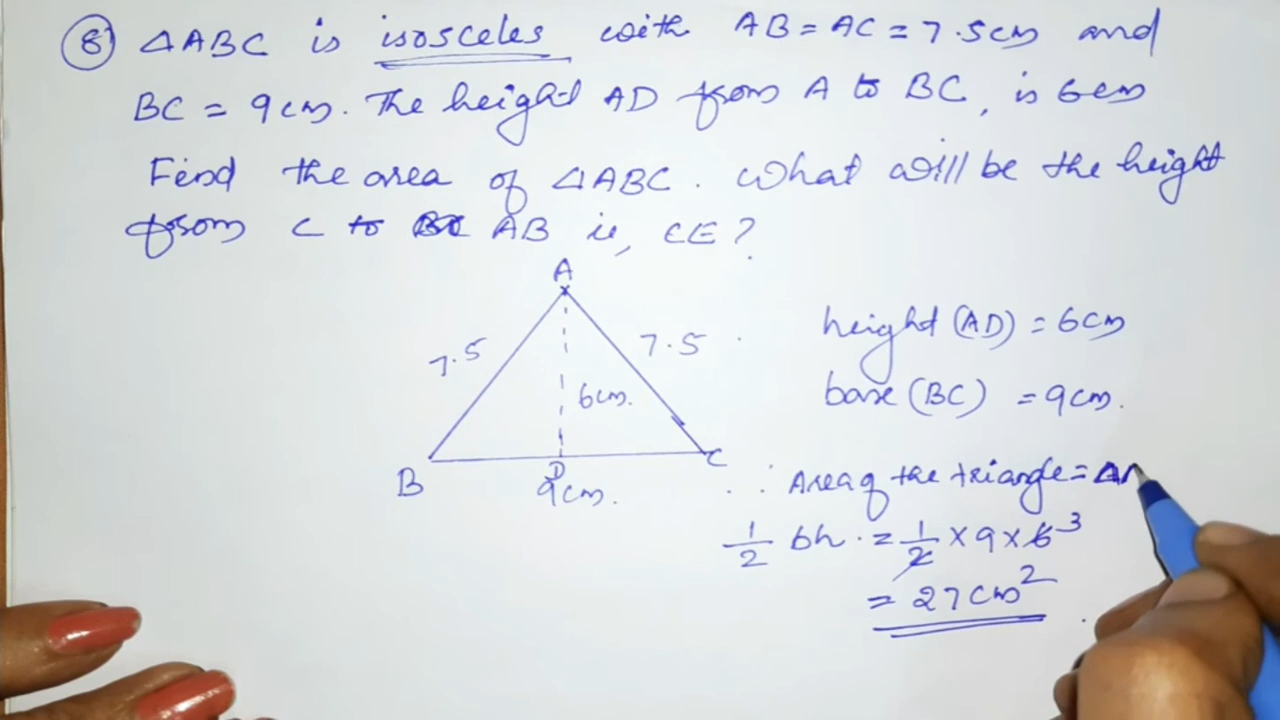 8) △ABC is isosceles with AB = AC = 7.5cm and
BC = 9cm. The height AD from A to BC, is 6cm
Find the area of △ABC. What will be the height
from C to AB ie, CE?
A
7.5
7.5
6cm.
B
D
C
9cm.
height (AD) = 6cm
base (BC) = 9cm.
∴ Area of the triangle = △A
1/2 bh. = 1/2 × 9 × 6 3
= 27cm²